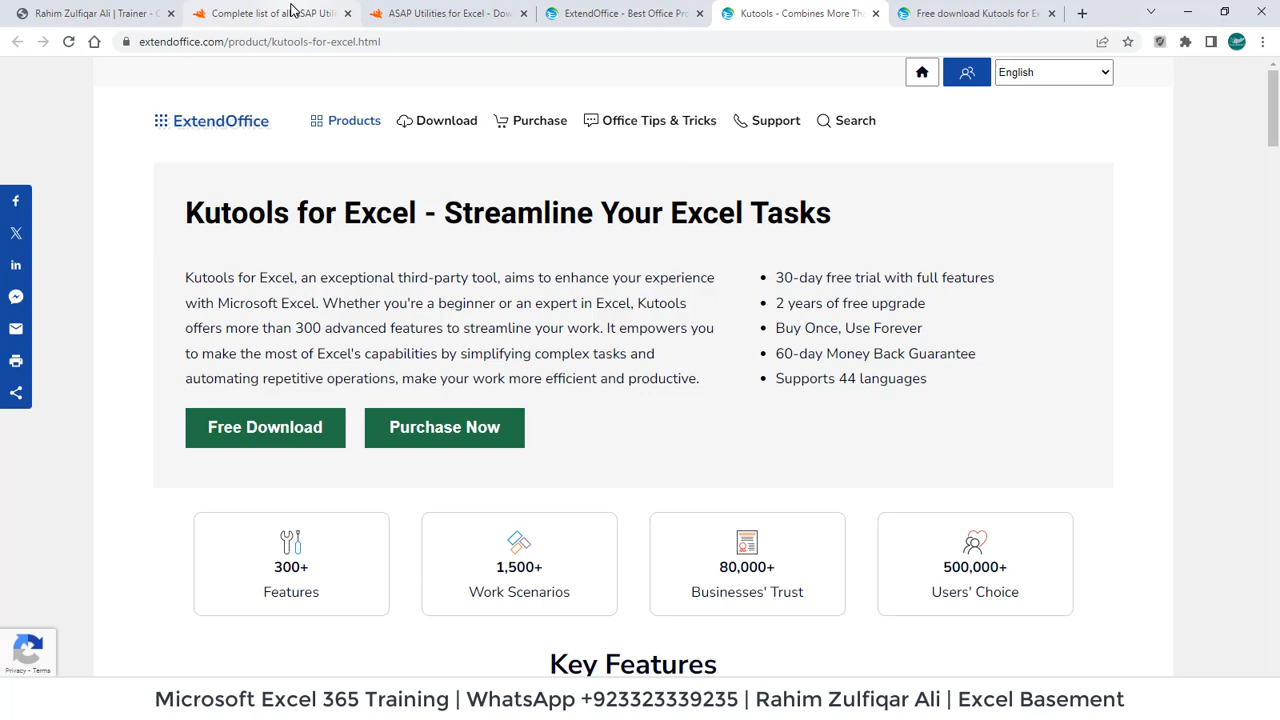 Rahim Zulfiqar Ali | Trainer - C
Complete list of all ASAP Utili
ASAP Utilities for Excel - Dow
ExtendOffice - Best Office Pro
Kutools - Combines More Tha
Free download Kutools for Ex
extendoffice.com/product/kutools-for-excel.html
English
ExtendOffice
Products
Download
Purchase
Office Tips & Tricks
Support
Search
Kutools for Excel - Streamline Your Excel Tasks
Kutools for Excel, an exceptional third-party tool, aims to enhance your experience
with Microsoft Excel. Whether you're a beginner or an expert in Excel, Kutools
offers more than 300 advanced features to streamline your work. It empowers you
to make the most of Excel's capabilities by simplifying complex tasks and
automating repetitive operations, make your work more efficient and productive.
30-day free trial with full features
2 years of free upgrade
Buy Once, Use Forever
60-day Money Back Guarantee
Supports 44 languages
Free Download
Purchase Now
300+
Features
1,500+
Work Scenarios
80,000+
Businesses' Trust
500,000+
Users' Choice
Key Features
Privacy - Terms
Microsoft Excel 365 Training | WhatsApp +923323339235 | Rahim Zulfiqar Ali | Excel Basement